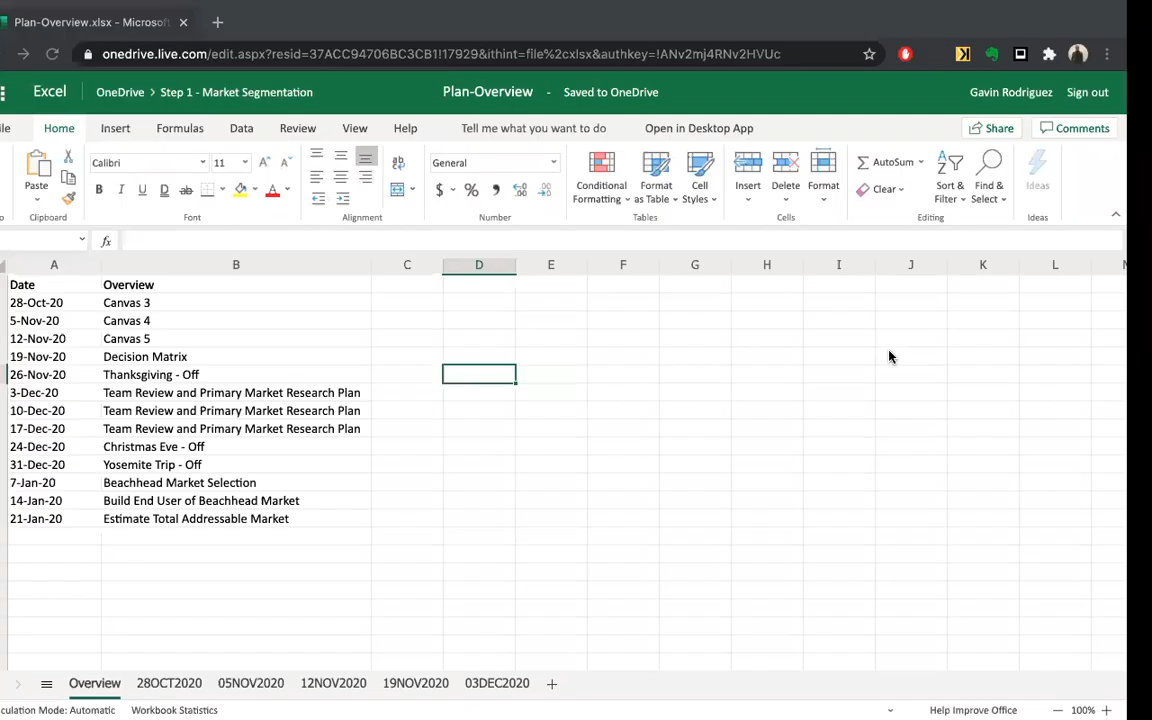 Plan-Overview.xlsx – Microsoft
onedrive.live.com/edit.aspx?resid=37ACC94706BC3CB1!17929&ithint=file%2cxlsx&authkey=!ANv2mj4RNv2HVUc
Excel OneDrive > Step 1 - Market Segmentation Plan-Overview - Saved to OneDrive Gavin Rodriguez Sign out
le Home Insert Formulas Data Review View Help Tell me what you want to do Open in Desktop App Share Comments
Calibri 11 General AutoSum
Paste Conditional Formatting Format as Table Cell Styles Insert Delete Format Clear Sort & Filter Find & Select Ideas
Clipboard Font Alignment Number Tables Cells Editing Ideas
fx
A B C D E F G H I J K L
Date Overview
28-Oct-20 Canvas 3
5-Nov-20 Canvas 4
12-Nov-20 Canvas 5
19-Nov-20 Decision Matrix
26-Nov-20 Thanksgiving - Off
3-Dec-20 Team Review and Primary Market Research Plan
10-Dec-20 Team Review and Primary Market Research Plan
17-Dec-20 Team Review and Primary Market Research Plan
24-Dec-20 Christmas Eve - Off
31-Dec-20 Yosemite Trip - Off
7-Jan-20 Beachhead Market Selection
14-Jan-20 Build End User of Beachhead Market
21-Jan-20 Estimate Total Addressable Market
Overview 28OCT2020 05NOV2020 12NOV2020 19NOV2020 03DEC2020
culation Mode: Automatic Workbook Statistics Help Improve Office 100%